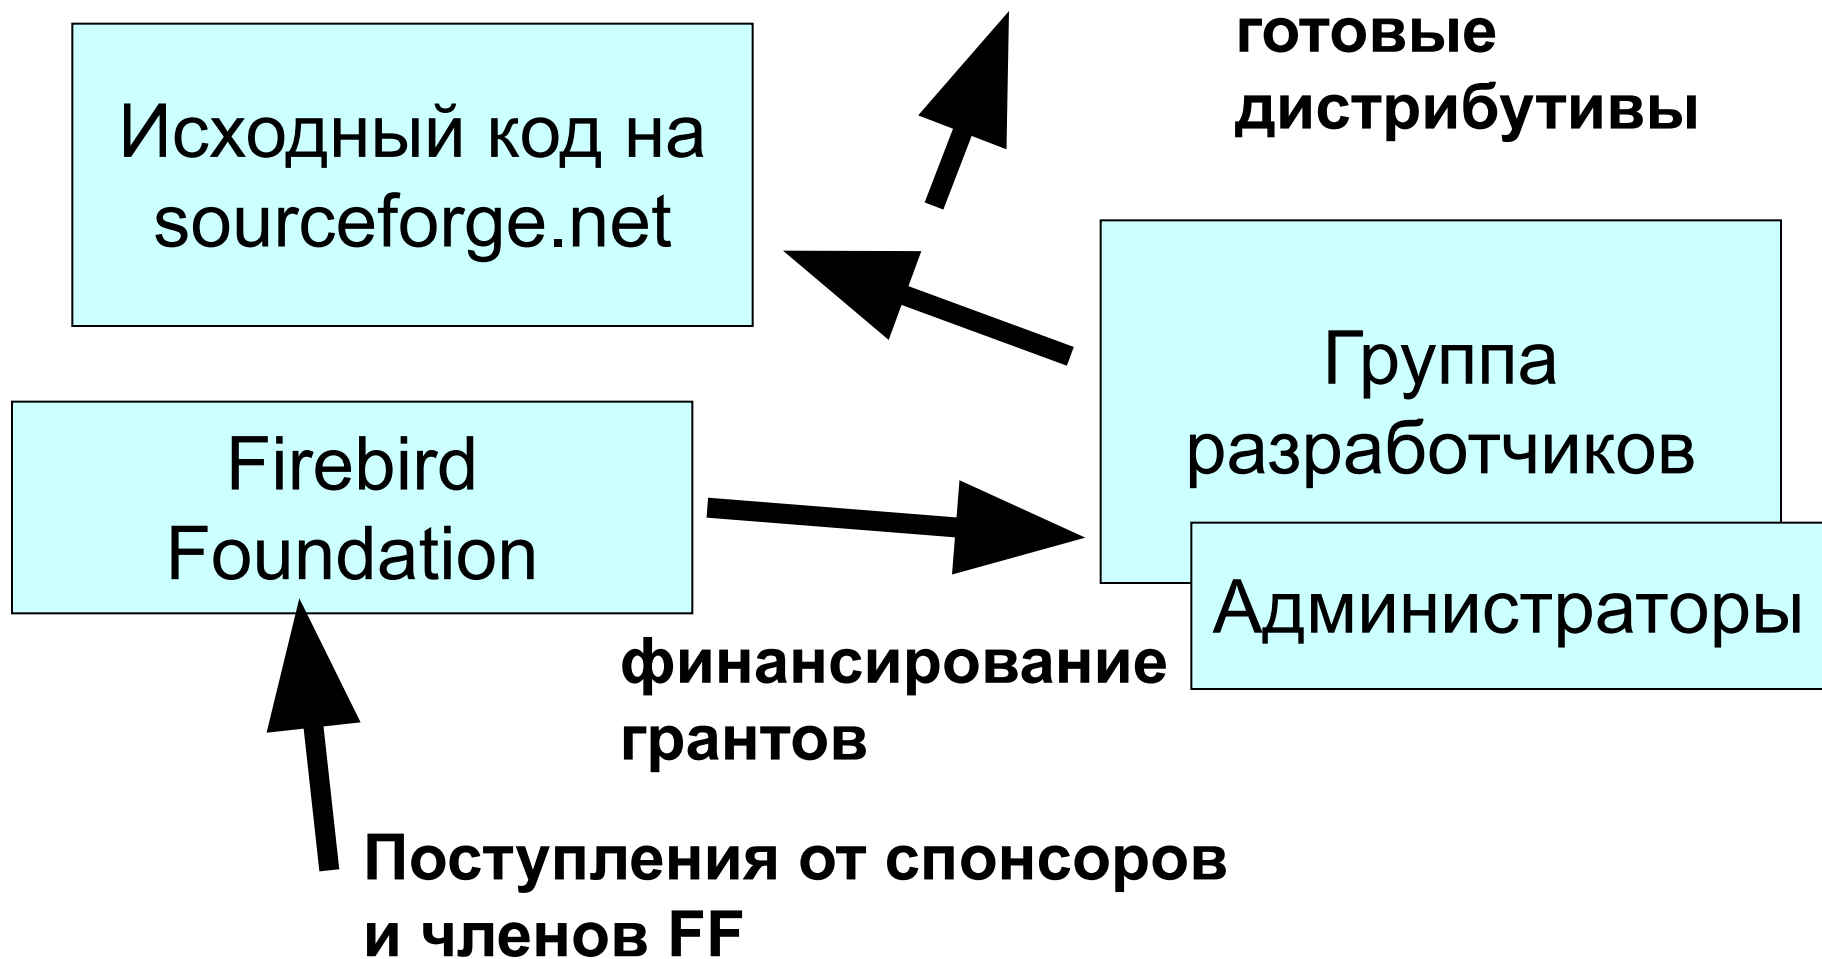 готовые
дистрибутивы
Исходный код на
sourceforge.net
Группа
разработчиков
Firebird
Foundation
Администраторы
финансирование
грантов
Поступления от спонсоров
и членов FF